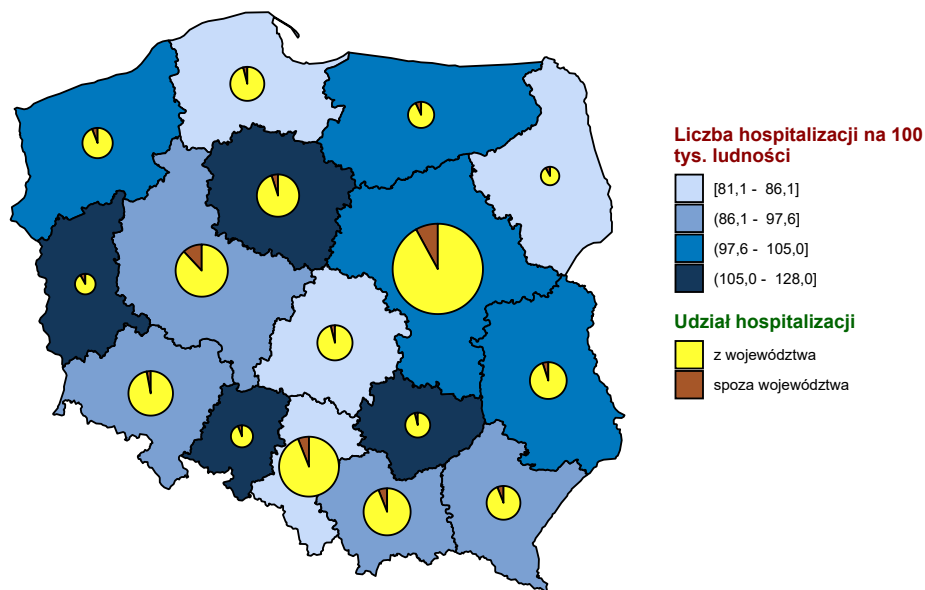 Liczba hospitalizacji na 100
tys. ludności
[81,1 - 86,1]
(86,1 - 97,6]
(97,6 - 105,0]
(105,0 - 128,0]
Udział hospitalizacji
z województwa
spoza województwa